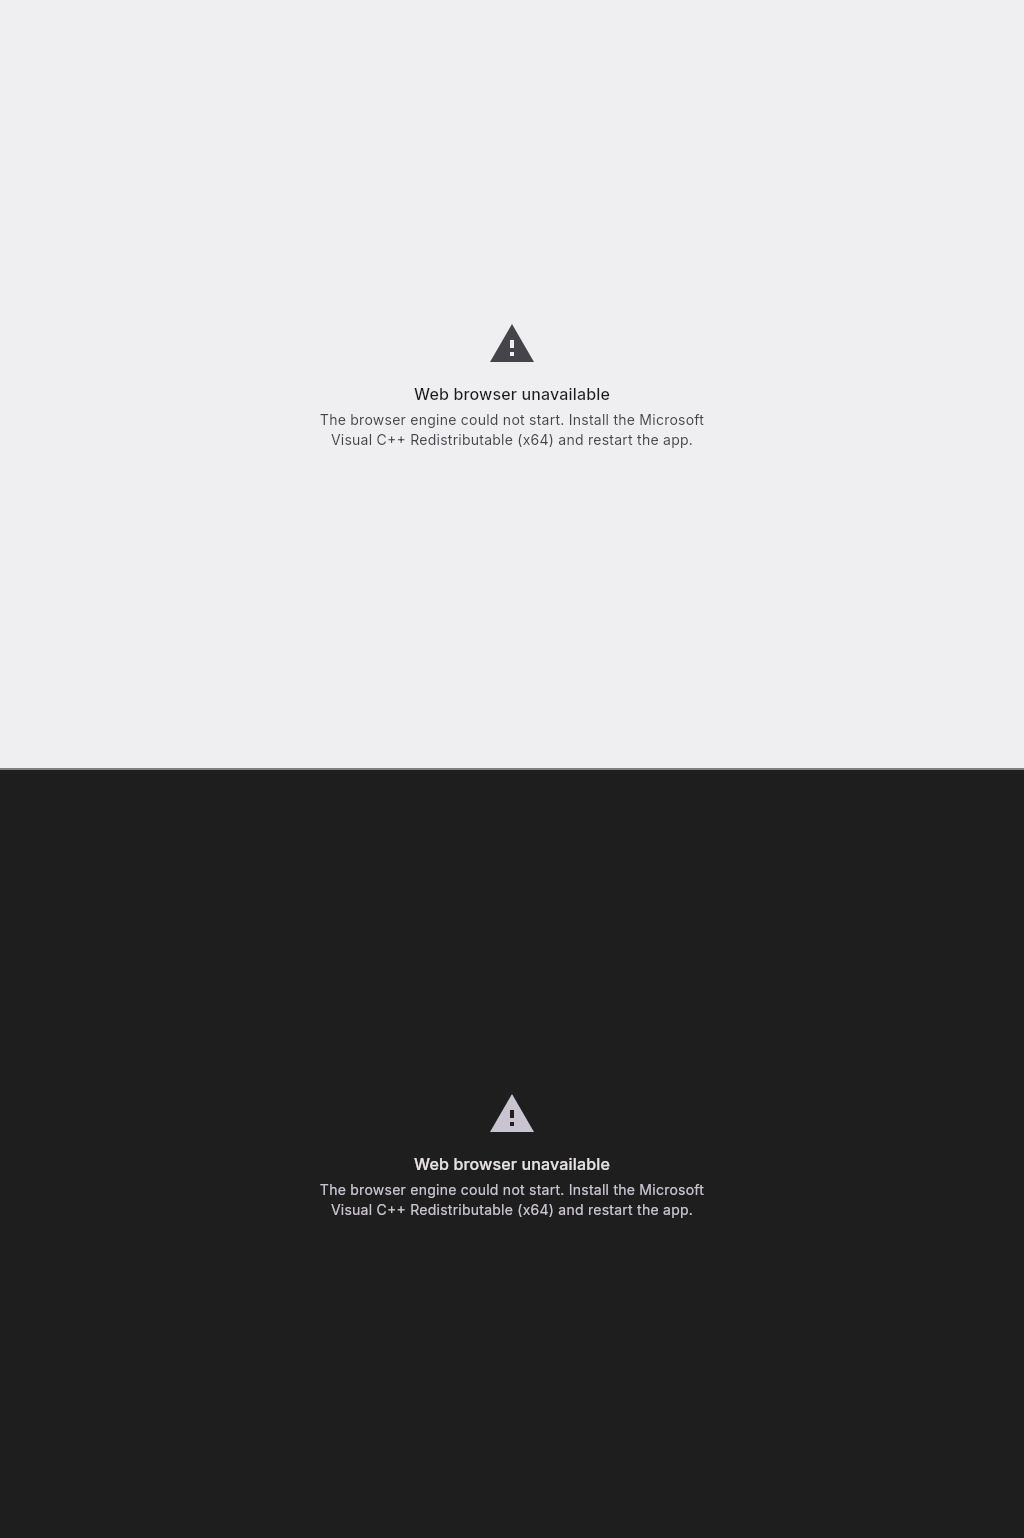 Web browser unavailable
The browser engine could not start. Install the Microsoft
Visual C++ Redistributable (x64) and restart the app.
Web browser unavailable
The browser engine could not start. Install the Microsoft
Visual C++ Redistributable (x64) and restart the app.